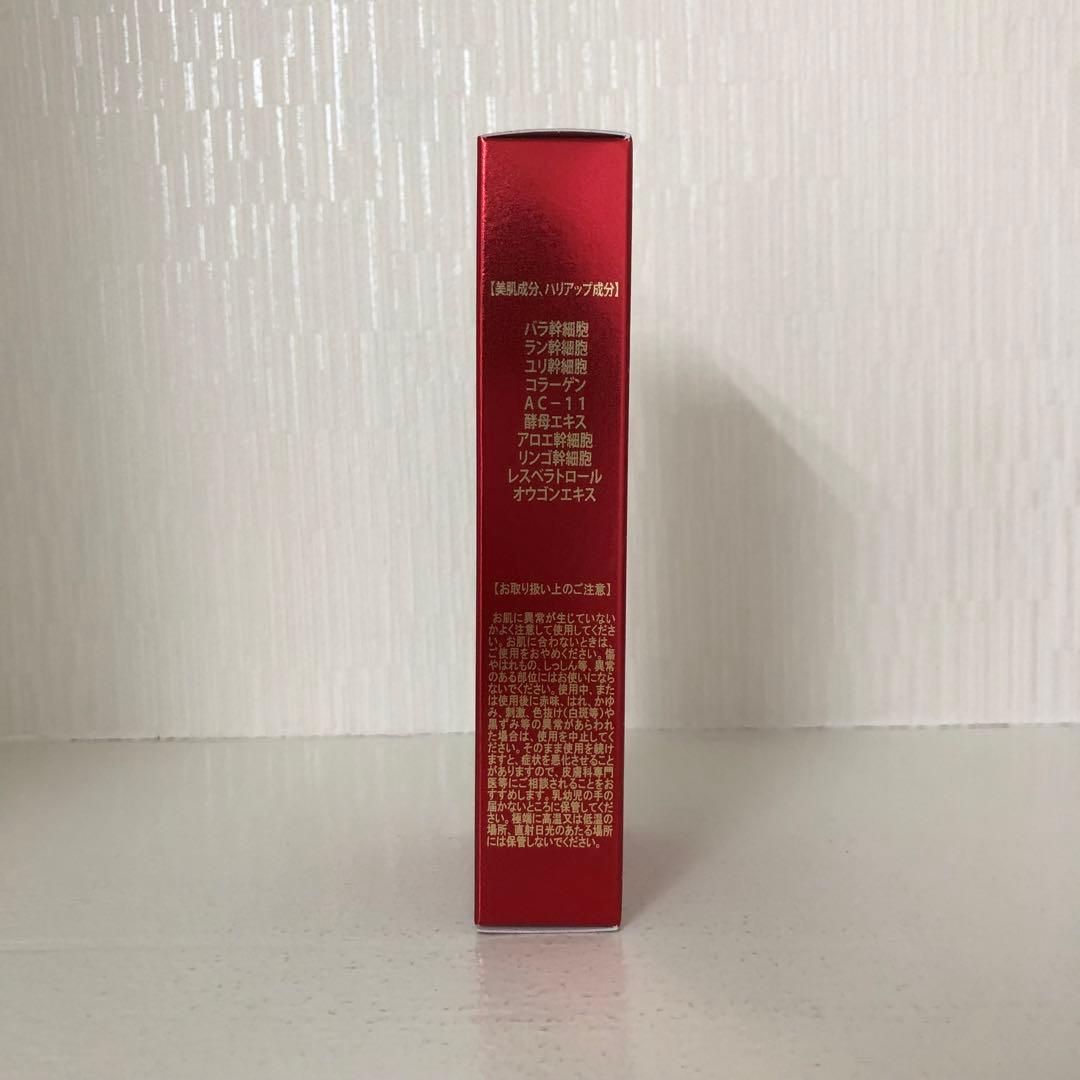 【美肌成分、ハリアップ成分】
バラ幹細胞
ラン幹細胞
ユリ幹細胞
コラーゲン
AC-11
酵母エキス
アロエ幹細胞
リンゴ幹細胞
レスベラトロール
オウゴンエキス
【お取り扱い上のご注意】
お肌に異常が生じていない
かよく注意して使用してくださ
い。お肌に合わないときは、
ご使用をおやめください。傷
やはれもの、しっしん等、異常
のある部位にはお使いになら
ないでください。使用中、また
は使用後に赤味、はれ、かゆ
み、刺激、色抜け(白斑等)や
黒ずみ等の異常があらわれ
た場合は、使用を中止してく
ださい。そのまま使用を続け
ますと、症状を悪化させること
がありますので、皮膚科専門
医等にご相談されることをお
すすめします。乳幼児の手の
届かないところに保管してくだ
さい。極端に高温又は低温の
場所、直射日光のあたる場所
には保管しないでください。